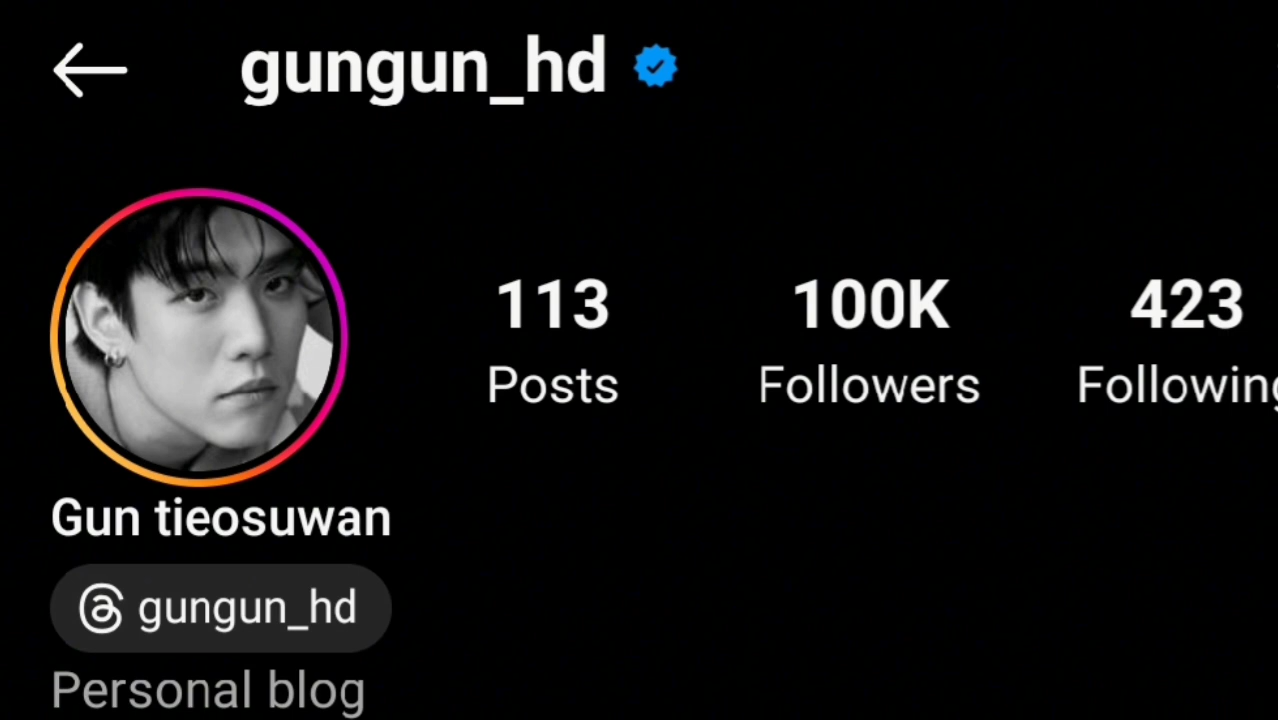 gungun_hd
113 100K 423
Posts Followers Following
Gun tieosuwan
gungun_hd
Personal blog